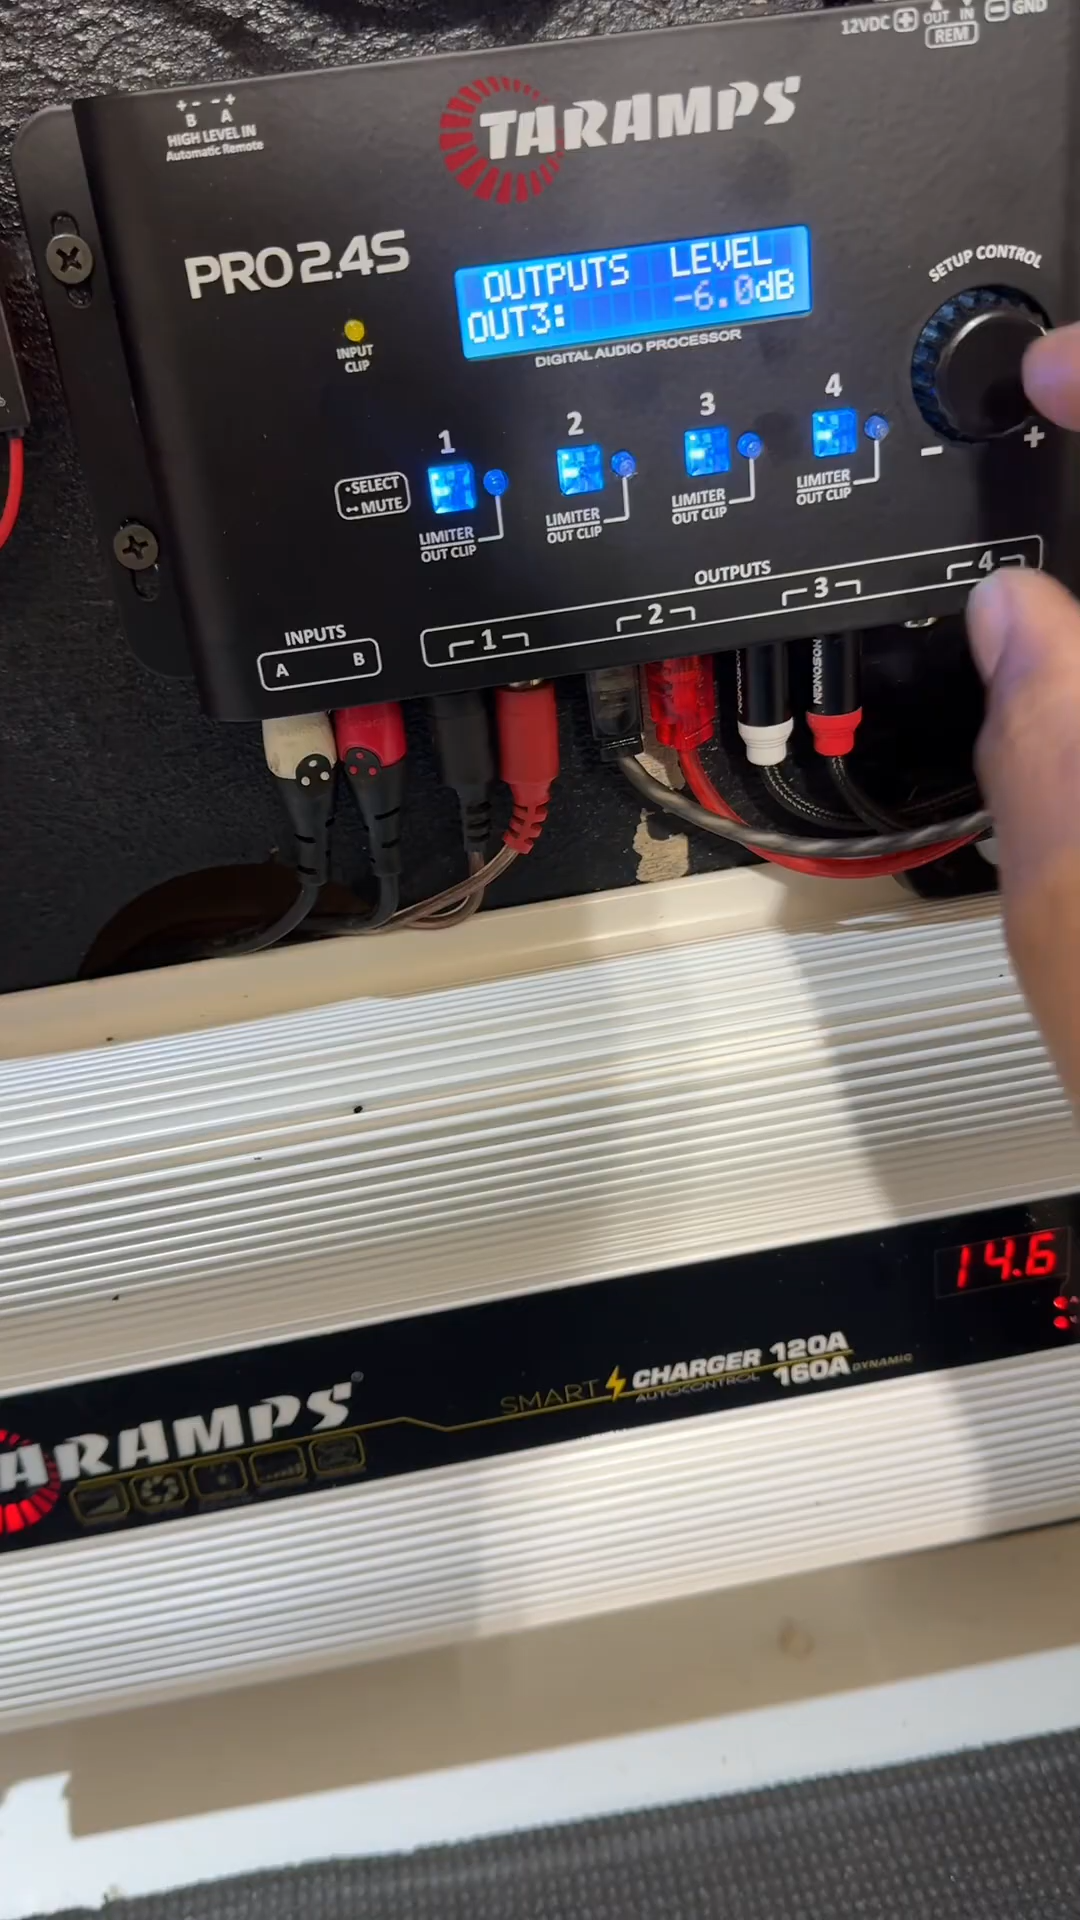 12VDC + OUT IN - GND
REM
+ - - +
B A
HIGH LEVEL IN
Automatic Remote
TARAMPS
PRO 2.4S
OUTPUTS LEVEL
OUT3: -6.0dB
DIGITAL AUDIO PROCESSOR
SETUP CONTROL
- +
INPUT
CLIP
1 2 3 4
SELECT
MUTE
LIMITER
OUT CLIP
LIMITER
OUT CLIP
LIMITER
OUT CLIP
LIMITER
OUT CLIP
INPUTS
A B
OUTPUTS
1 2 3 4
14.6
TARAMPS®
SMART CHARGER 120A
AUTOCONTROL 160A DYNAMIC